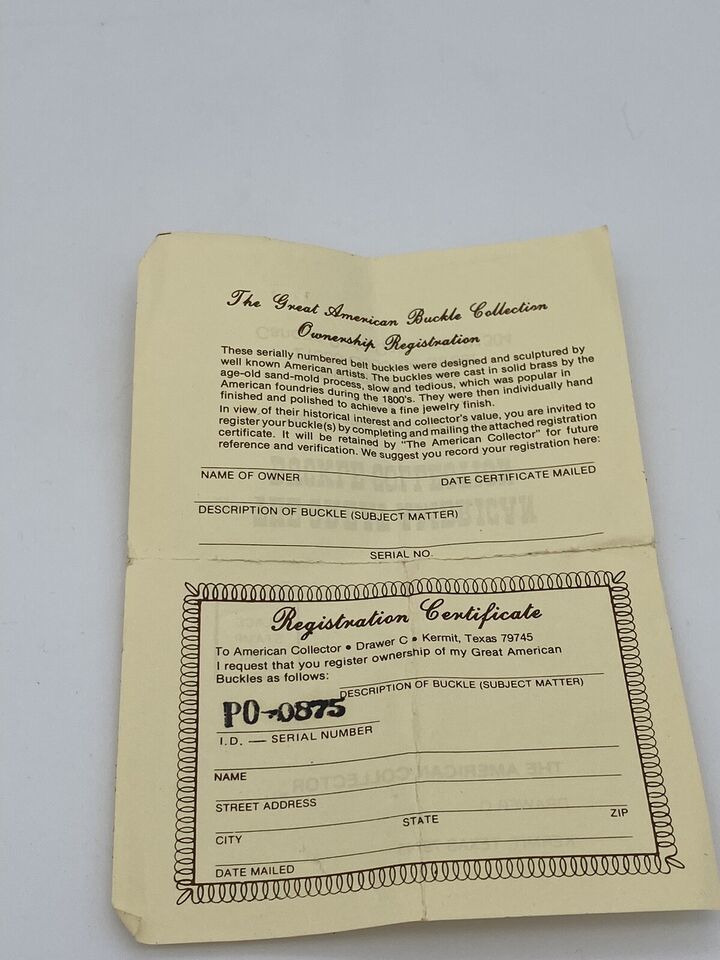 The Great American Buckle Collection
Ownership Registration
These serially numbered belt buckles were designed and sculptured by
well known American artists. The buckles were cast in solid brass by the
age-old sand-mold process, slow and tedious, which was popular in
American foundries during the 1800's. They were then individually hand
finished and polished to achieve a fine jewelry finish.
In view of their historical interest and collector's value, you are invited to
register your buckle(s) by completing and mailing the attached registration
certificate. It will be retained by "The American Collector" for future
reference and verification. We suggest you record your registration here:
NAME OF OWNER DATE CERTIFICATE MAILED
DESCRIPTION OF BUCKLE (SUBJECT MATTER)
SERIAL NO.
Registration Certificate
To American Collector • Drawer C • Kermit, Texas 79745
I request that you register ownership of my Great American
Buckles as follows:
DESCRIPTION OF BUCKLE (SUBJECT MATTER)
PO-0875
I.D. — SERIAL NUMBER
NAME
STREET ADDRESS
CITY STATE ZIP
DATE MAILED